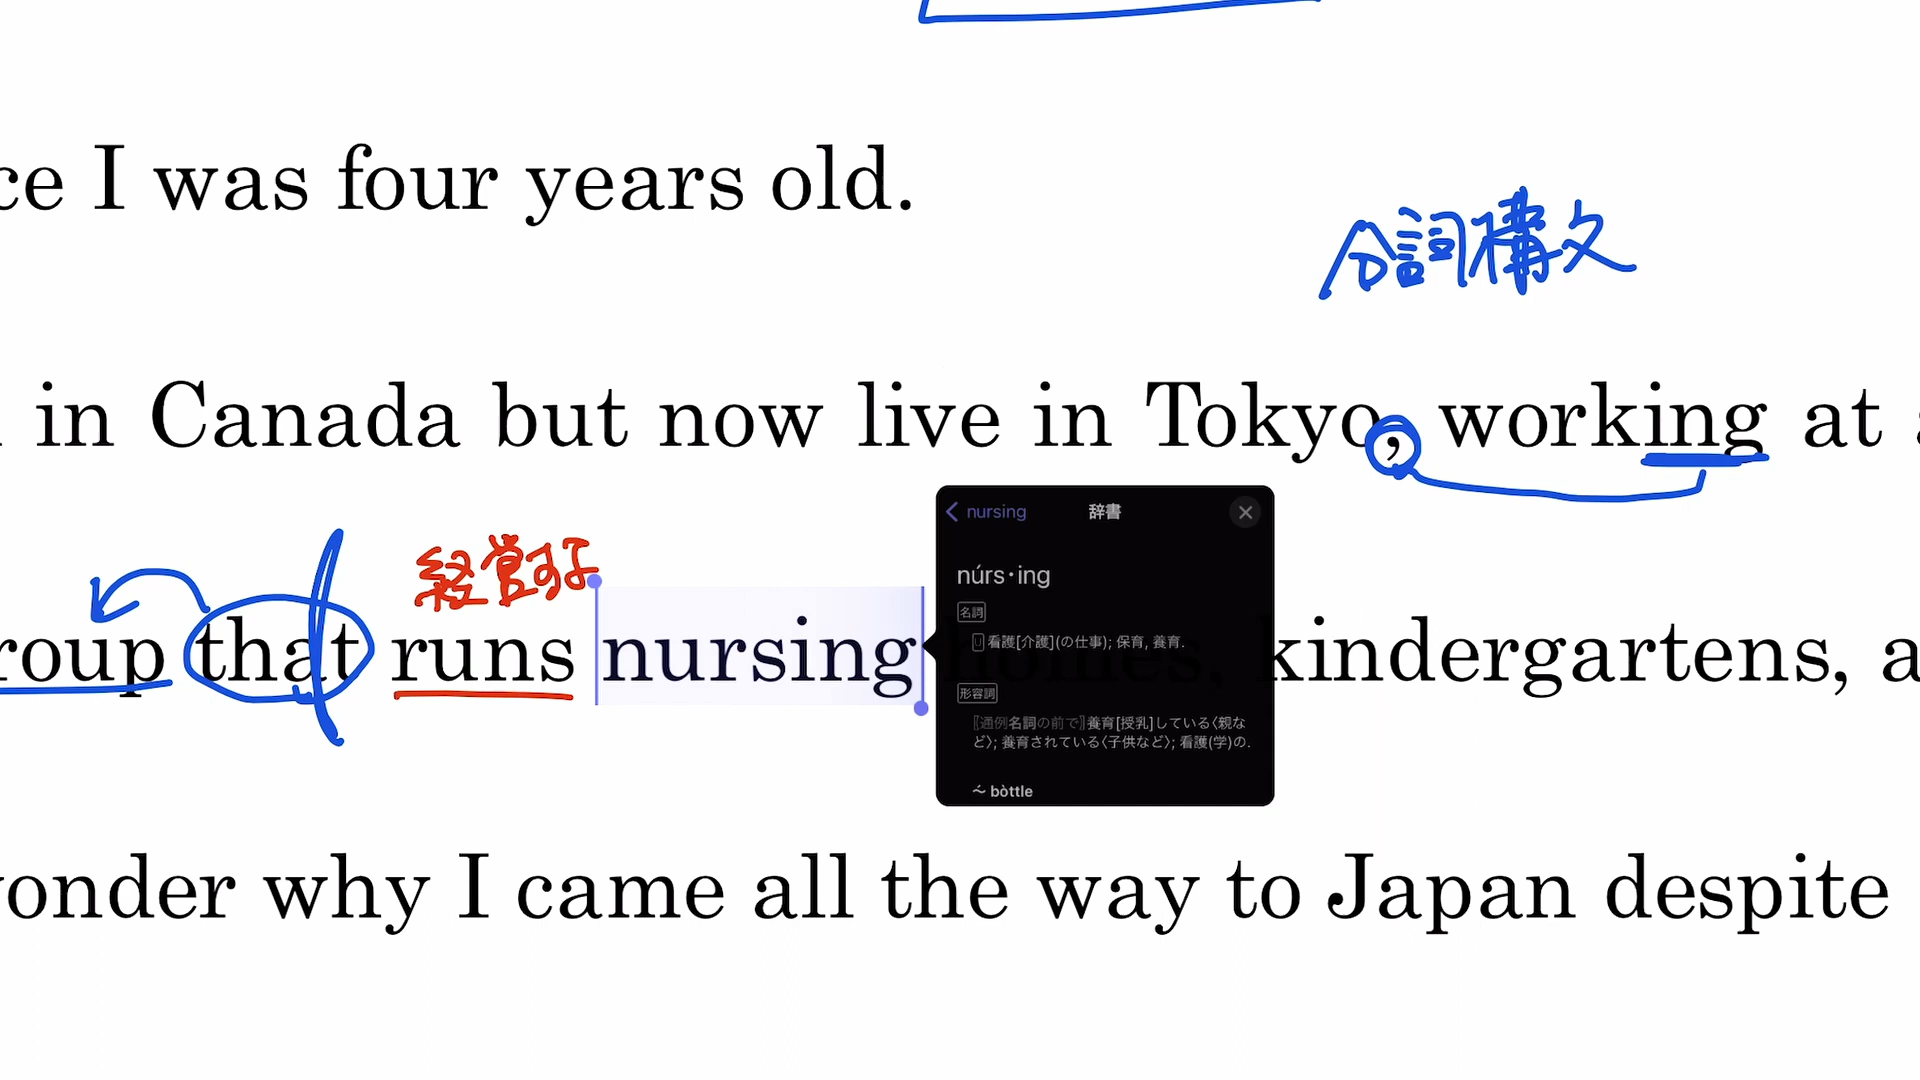 ce I was four years old.
分詞構文
in Canada but now live in Tokyo, working at
経営する
roup that runs nursing homes, kindergartens, a
nursing 辞書
núrs·ing
名詞
U 看護[介護](の仕事); 保育, 養育.
形容詞
〖通例名詞の前で〗養育[授乳]している〈親な
ど〉; 養育されている〈子供など〉; 看護(学)の.
~́ bòttle
onder why I came all the way to Japan despite